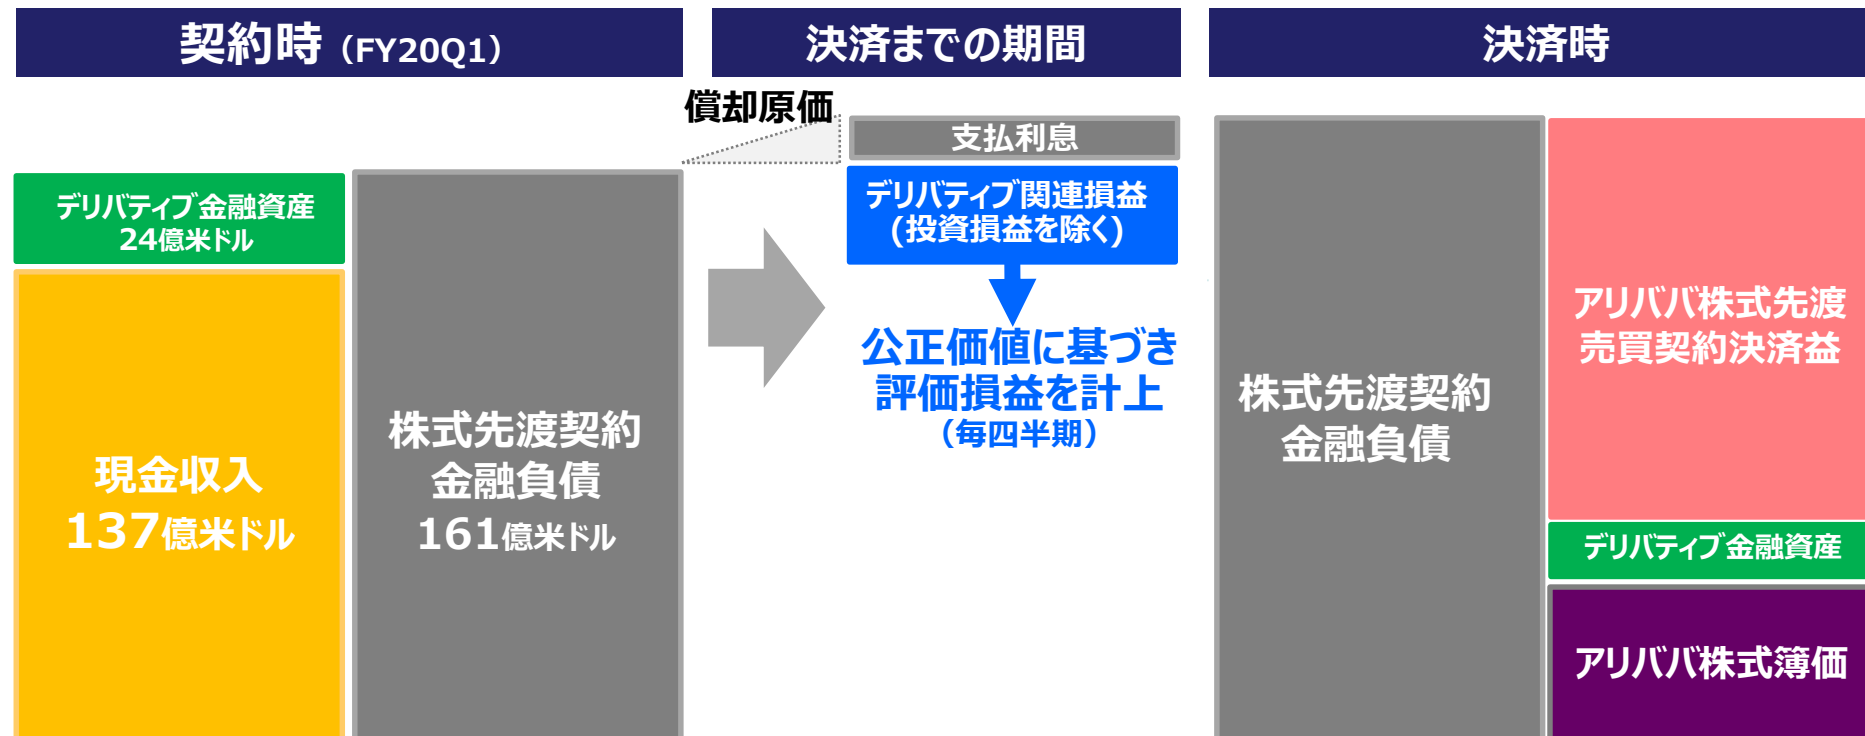 契約時（FY20Q1）
決済までの期間
決済時
デリバティブ金融資産
24億米ドル
現金収入
137億米ドル
株式先渡契約
金融負債
161億米ドル
償却原価
支払利息
デリバティブ関連損益
(投資損益を除く)
公正価値に基づき
評価損益を計上
（毎四半期）
株式先渡契約
金融負債
アリババ株式先渡
売買契約決済益
デリバティブ金融資産
アリババ株式簿価